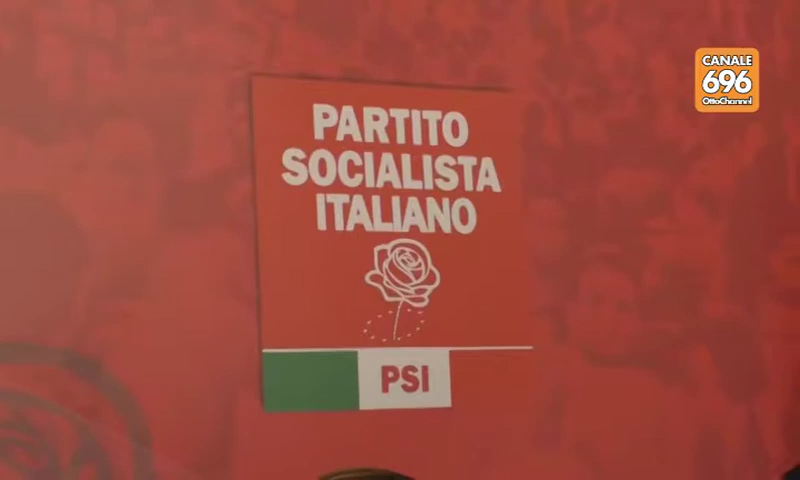 CANALE
696
OttoChannel
PARTITO
SOCIALISTA
ITALIANO
PSI